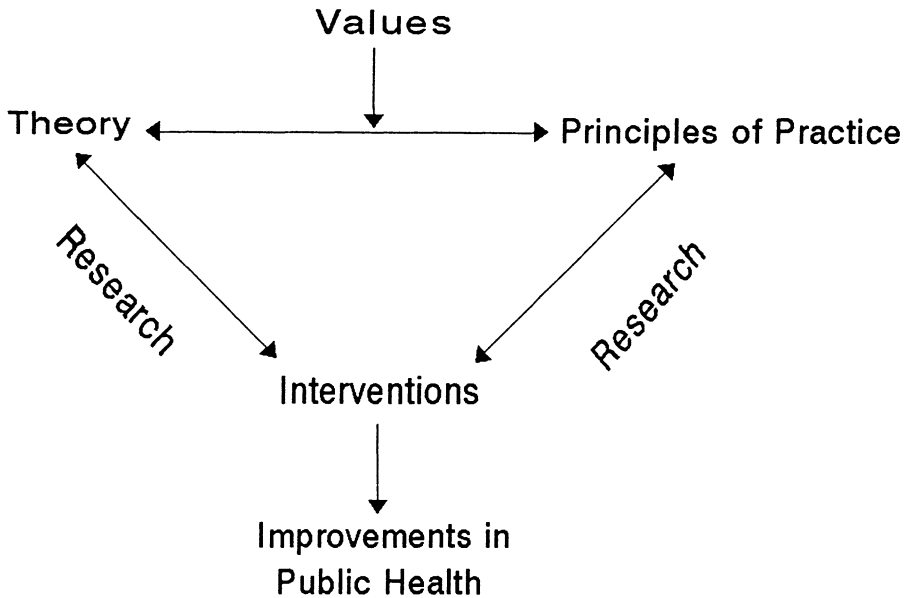 Values
Theory
Principles of Practice
Research
Research
Interventions
Improvements in
Public Health